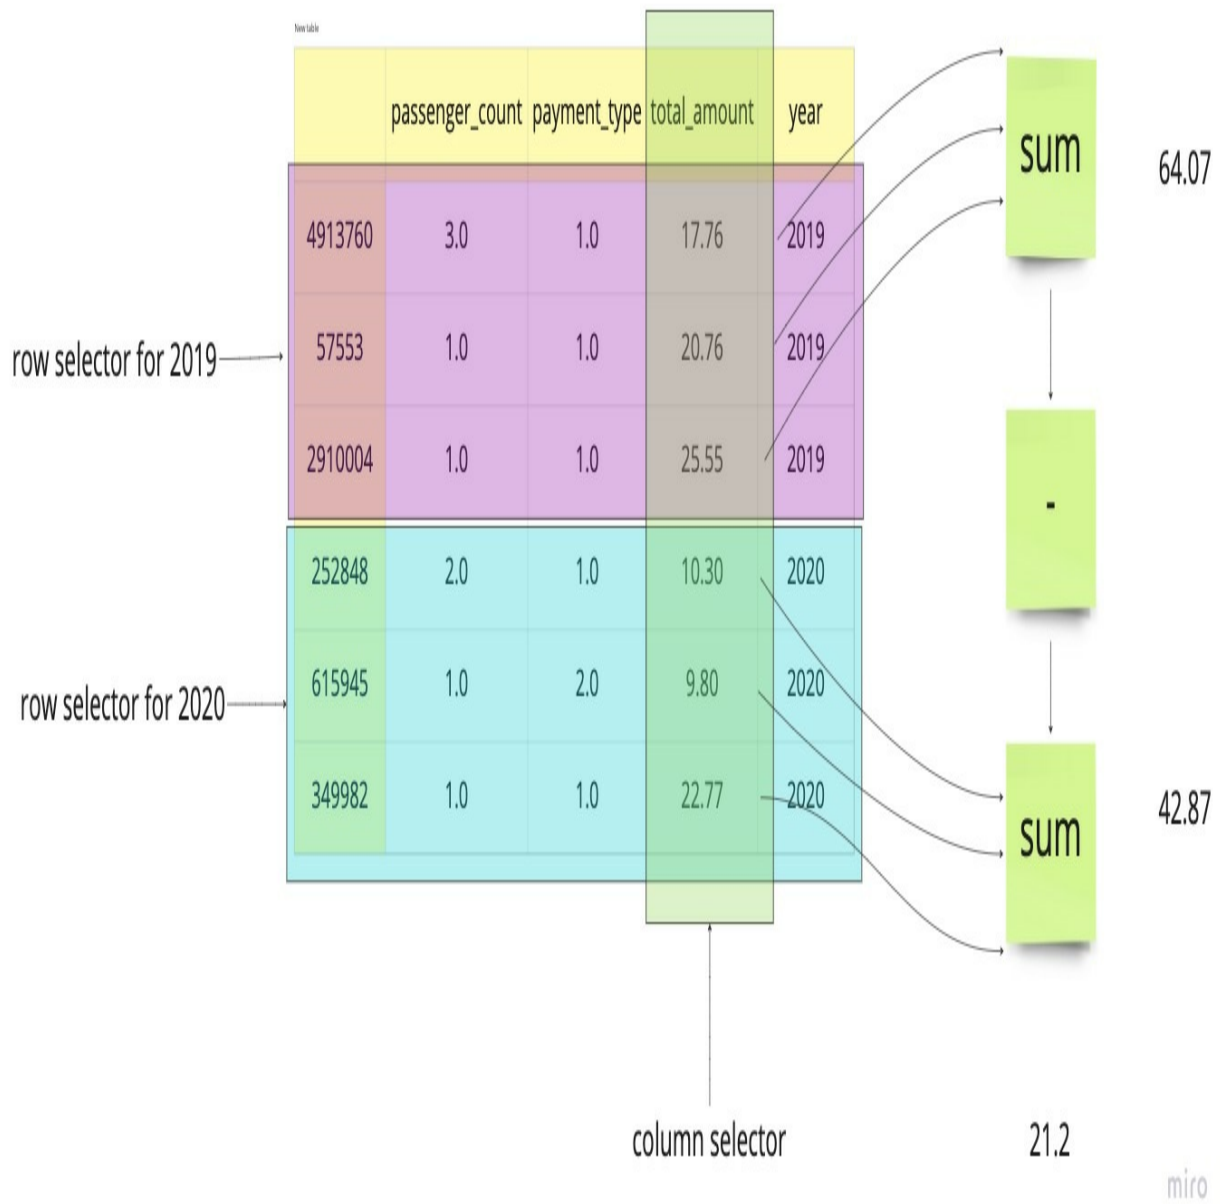 New table
passenger_count payment_type total_amount year
sum
64.07
4913760 3.0 1.0 17.76 2019
row selector for 2019
57553 1.0 1.0 20.76 2019
2910004 1.0 1.0 25.55 2019
-
252848 2.0 1.0 10.30 2020
row selector for 2020
615945 1.0 2.0 9.80 2020
349982 1.0 1.0 22.77 2020
sum
42.87
column selector
21.2
miro